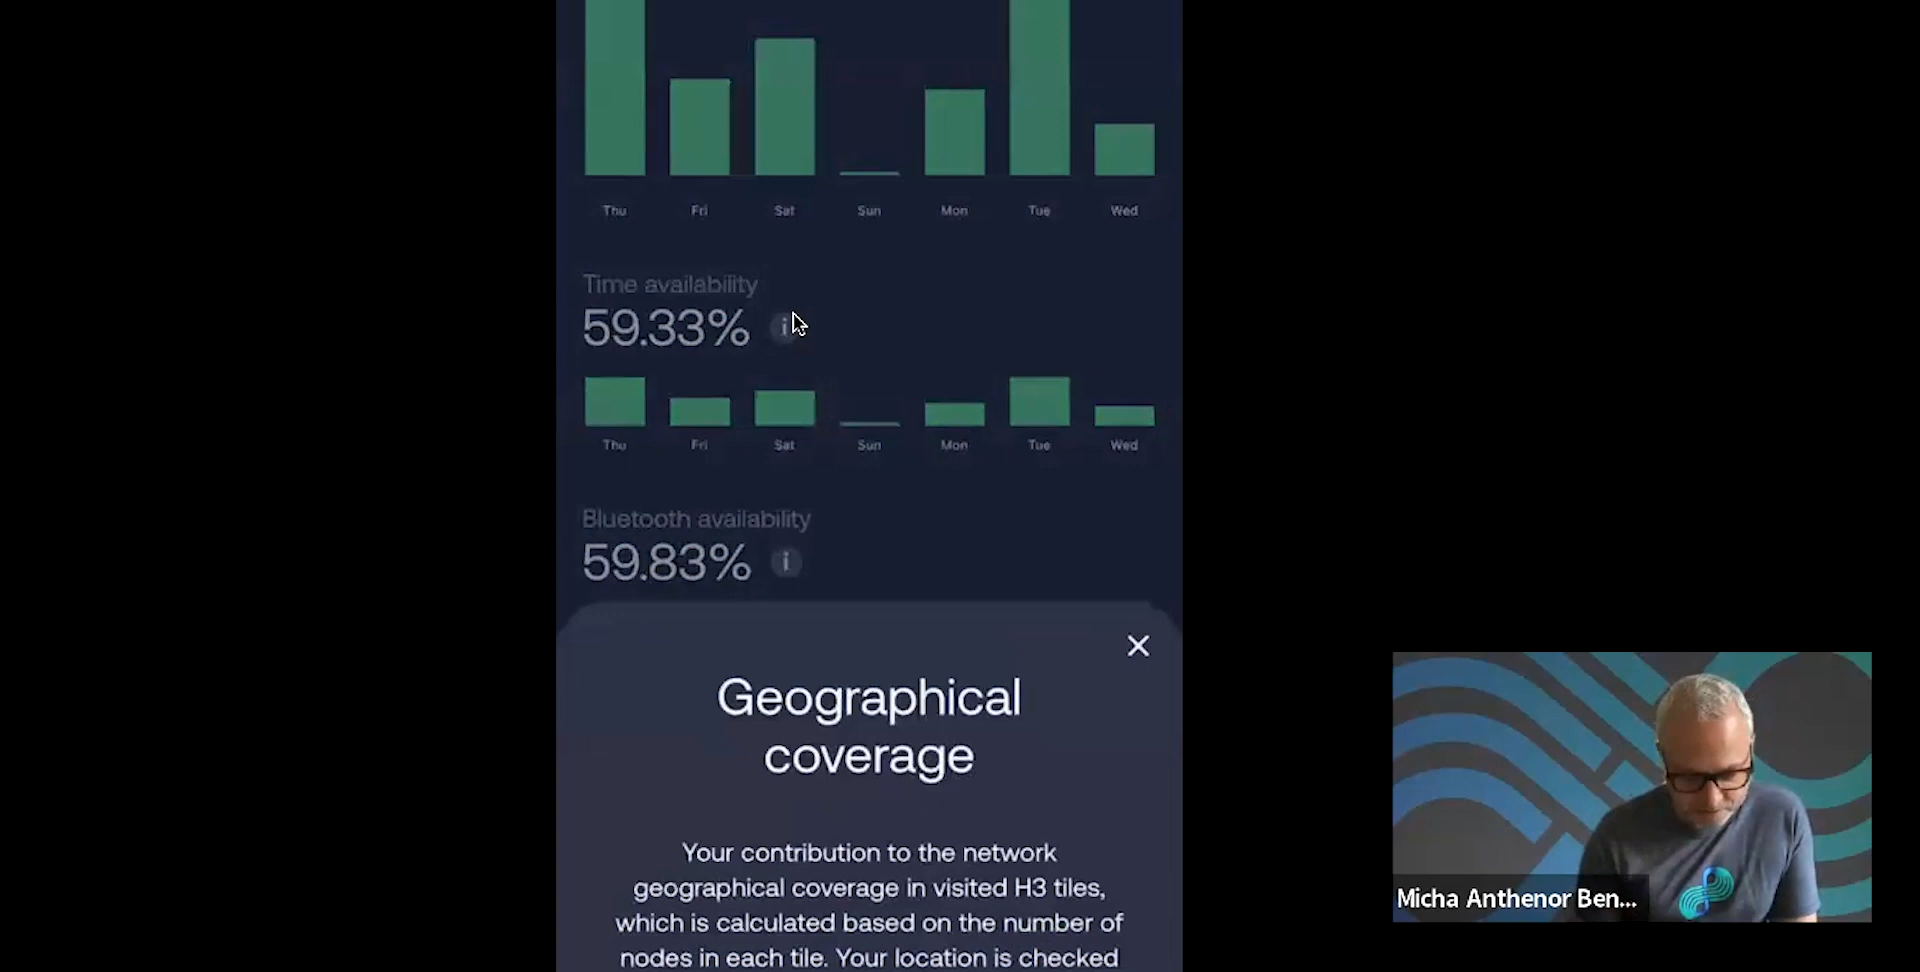 Thu Fri Sat Sun Mon Tue Wed
Time availability
59.33% i
Thu Fri Sat Sun Mon Tue Wed
Bluetooth availability
59.83% i
Geographical
coverage
Your contribution to the network
geographical coverage in visited H3 tiles,
which is calculated based on the number of
nodes in each tile. Your location is checked
Micha Anthenor Ben...